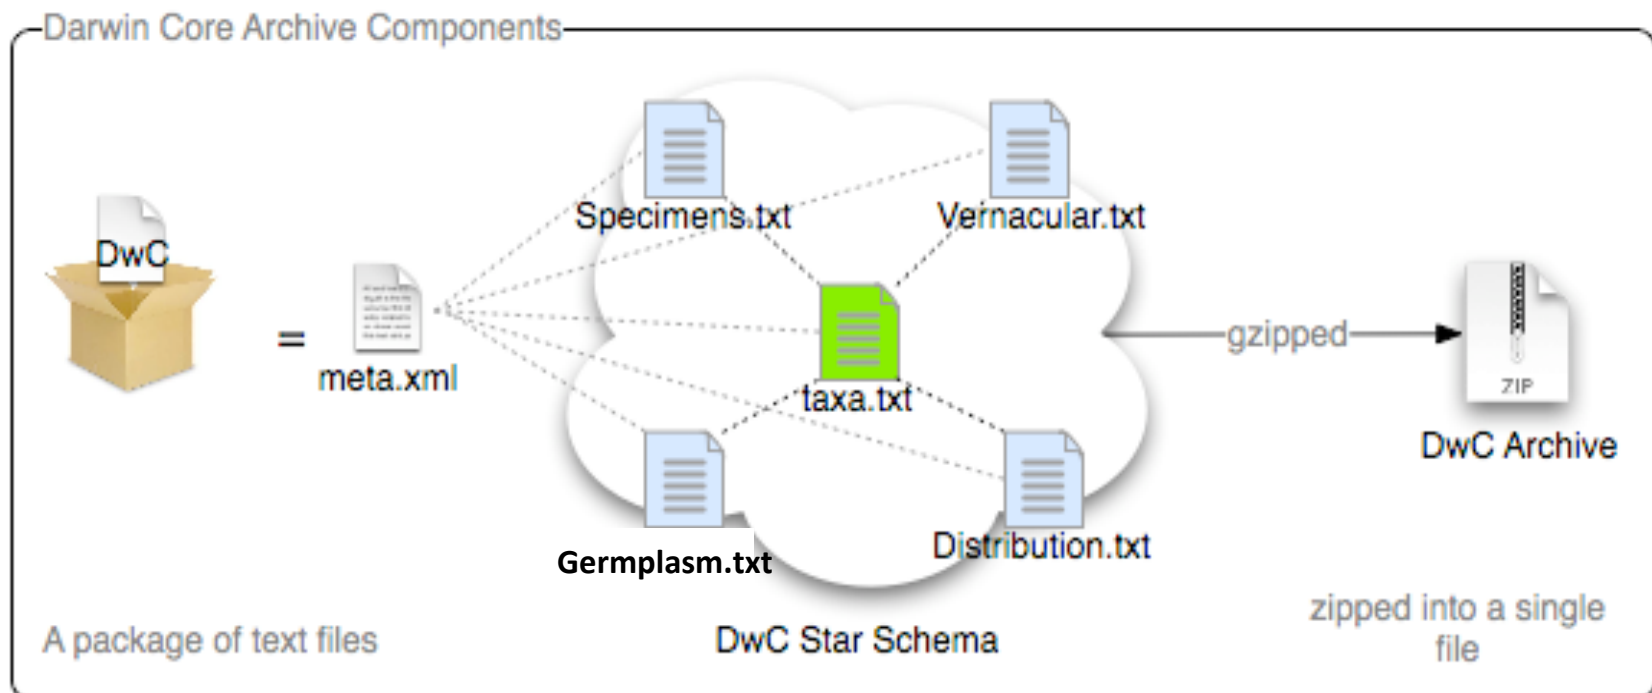 Darwin Core Archive Components
Specimens.txt
Vernacular.txt
DwC
=
meta.xml
taxa.txt
gzipped
ZIP
DwC Archive
Germplasm.txt
Distribution.txt
A package of text files
DwC Star Schema
zipped into a single
file